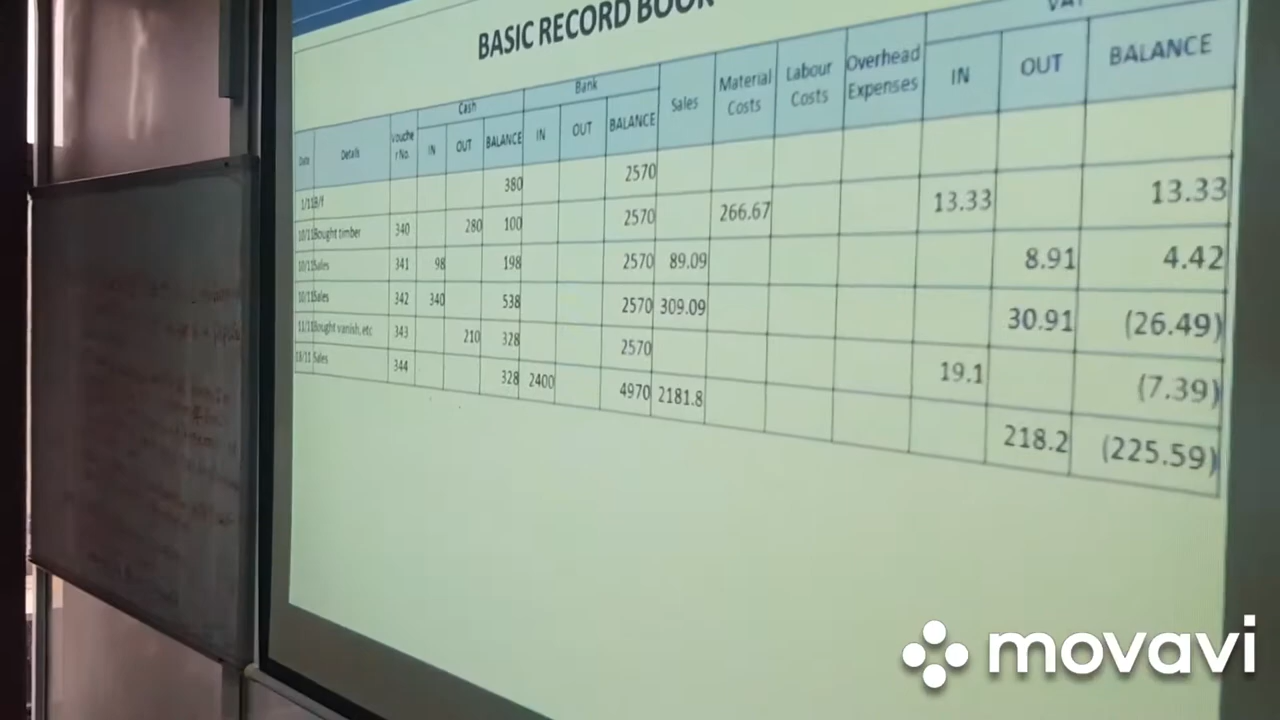 BASIC RECORD BOOK
Cash Bank VAT
Date Details Vouche r No. IN OUT BALANCE IN OUT BALANCE Sales Material Costs Labour Costs Overhead Expenses IN OUT BALANCE
1/11 B/f 380 2570
10/11 Bought timber 340 280 100 2570 266.67 13.33 13.33
10/11 Sales 341 98 198 2570 89.09 8.91 4.42
10/11 Sales 342 340 538 2570 309.09 30.91 (26.49)
11/11 Bought vanish, etc 343 210 328 2570 19.1 (7.39)
13/11 Sales 344 328 2400 4970 2181.8 218.2 (225.59)
movavi